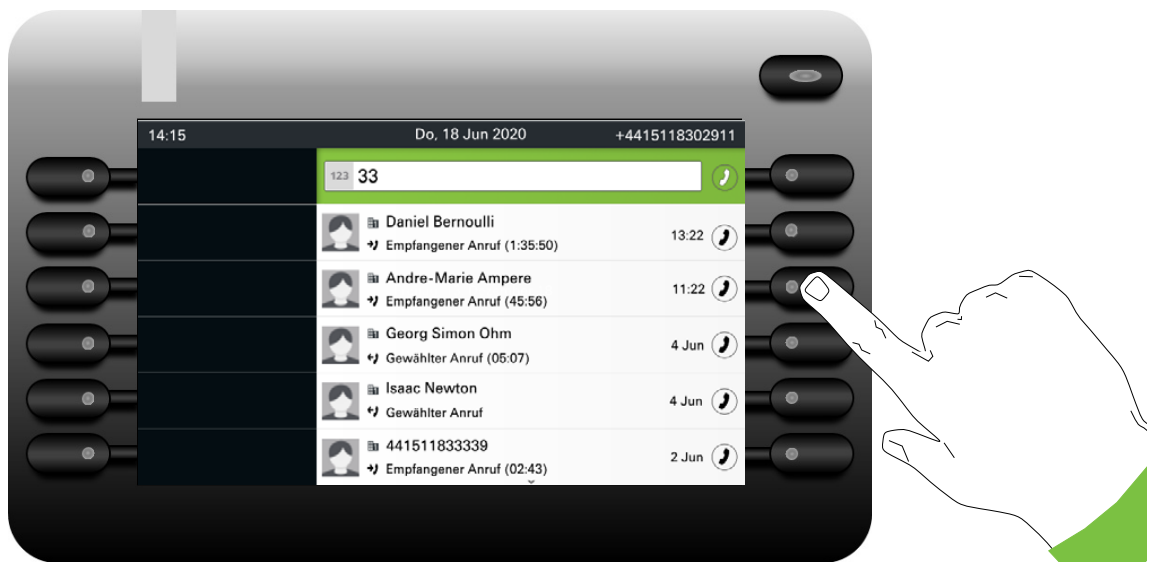 14:15 Do, 18 Jun 2020 +4415118302911
123 33
Daniel Bernoulli
Empfangener Anruf (1:35:50) 13:22
Andre-Marie Ampere
Empfangener Anruf (45:56) 11:22
Georg Simon Ohm
Gewählter Anruf (05:07) 4 Jun
Isaac Newton
Gewählter Anruf 4 Jun
441511833339
Empfangener Anruf (02:43) 2 Jun